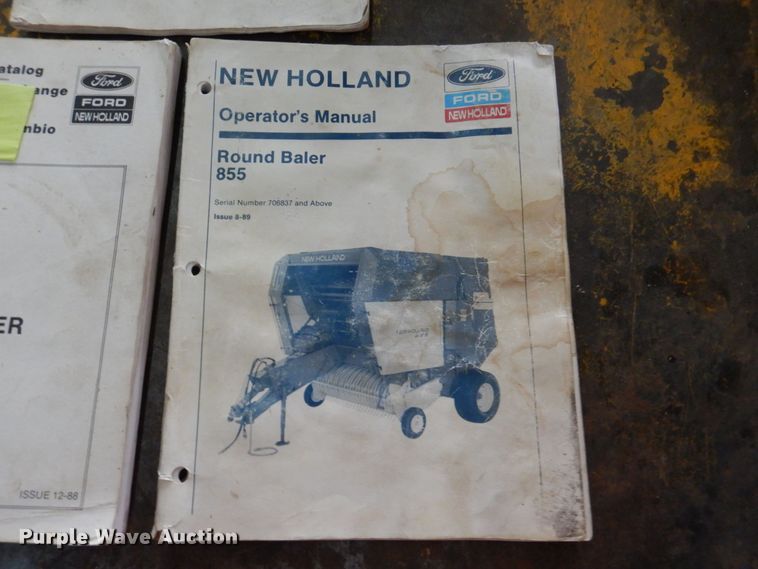 atalog
ange
nbio
Ford
FORD
NEW HOLLAND
ER
ISSUE 12-88
NEW HOLLAND
Operator's Manual
Ford
FORD
NEW HOLLAND
Round Baler
855
Serial Number 706837 and Above
Issue 8-89
NEW HOLLAND
Purple Wave Auction